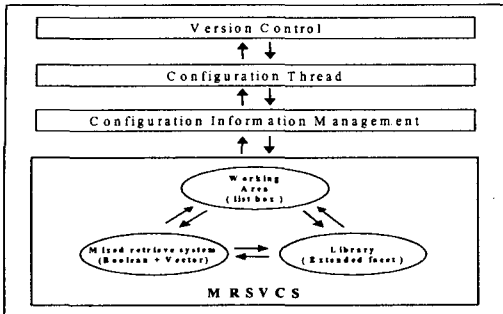 Version Control
Configuration Thread
Configuration Information Management
Working
Area
(list box)
Mixed retrieve system
(Boolean + Vector)
Library
(Extended facet)
MRSVCS